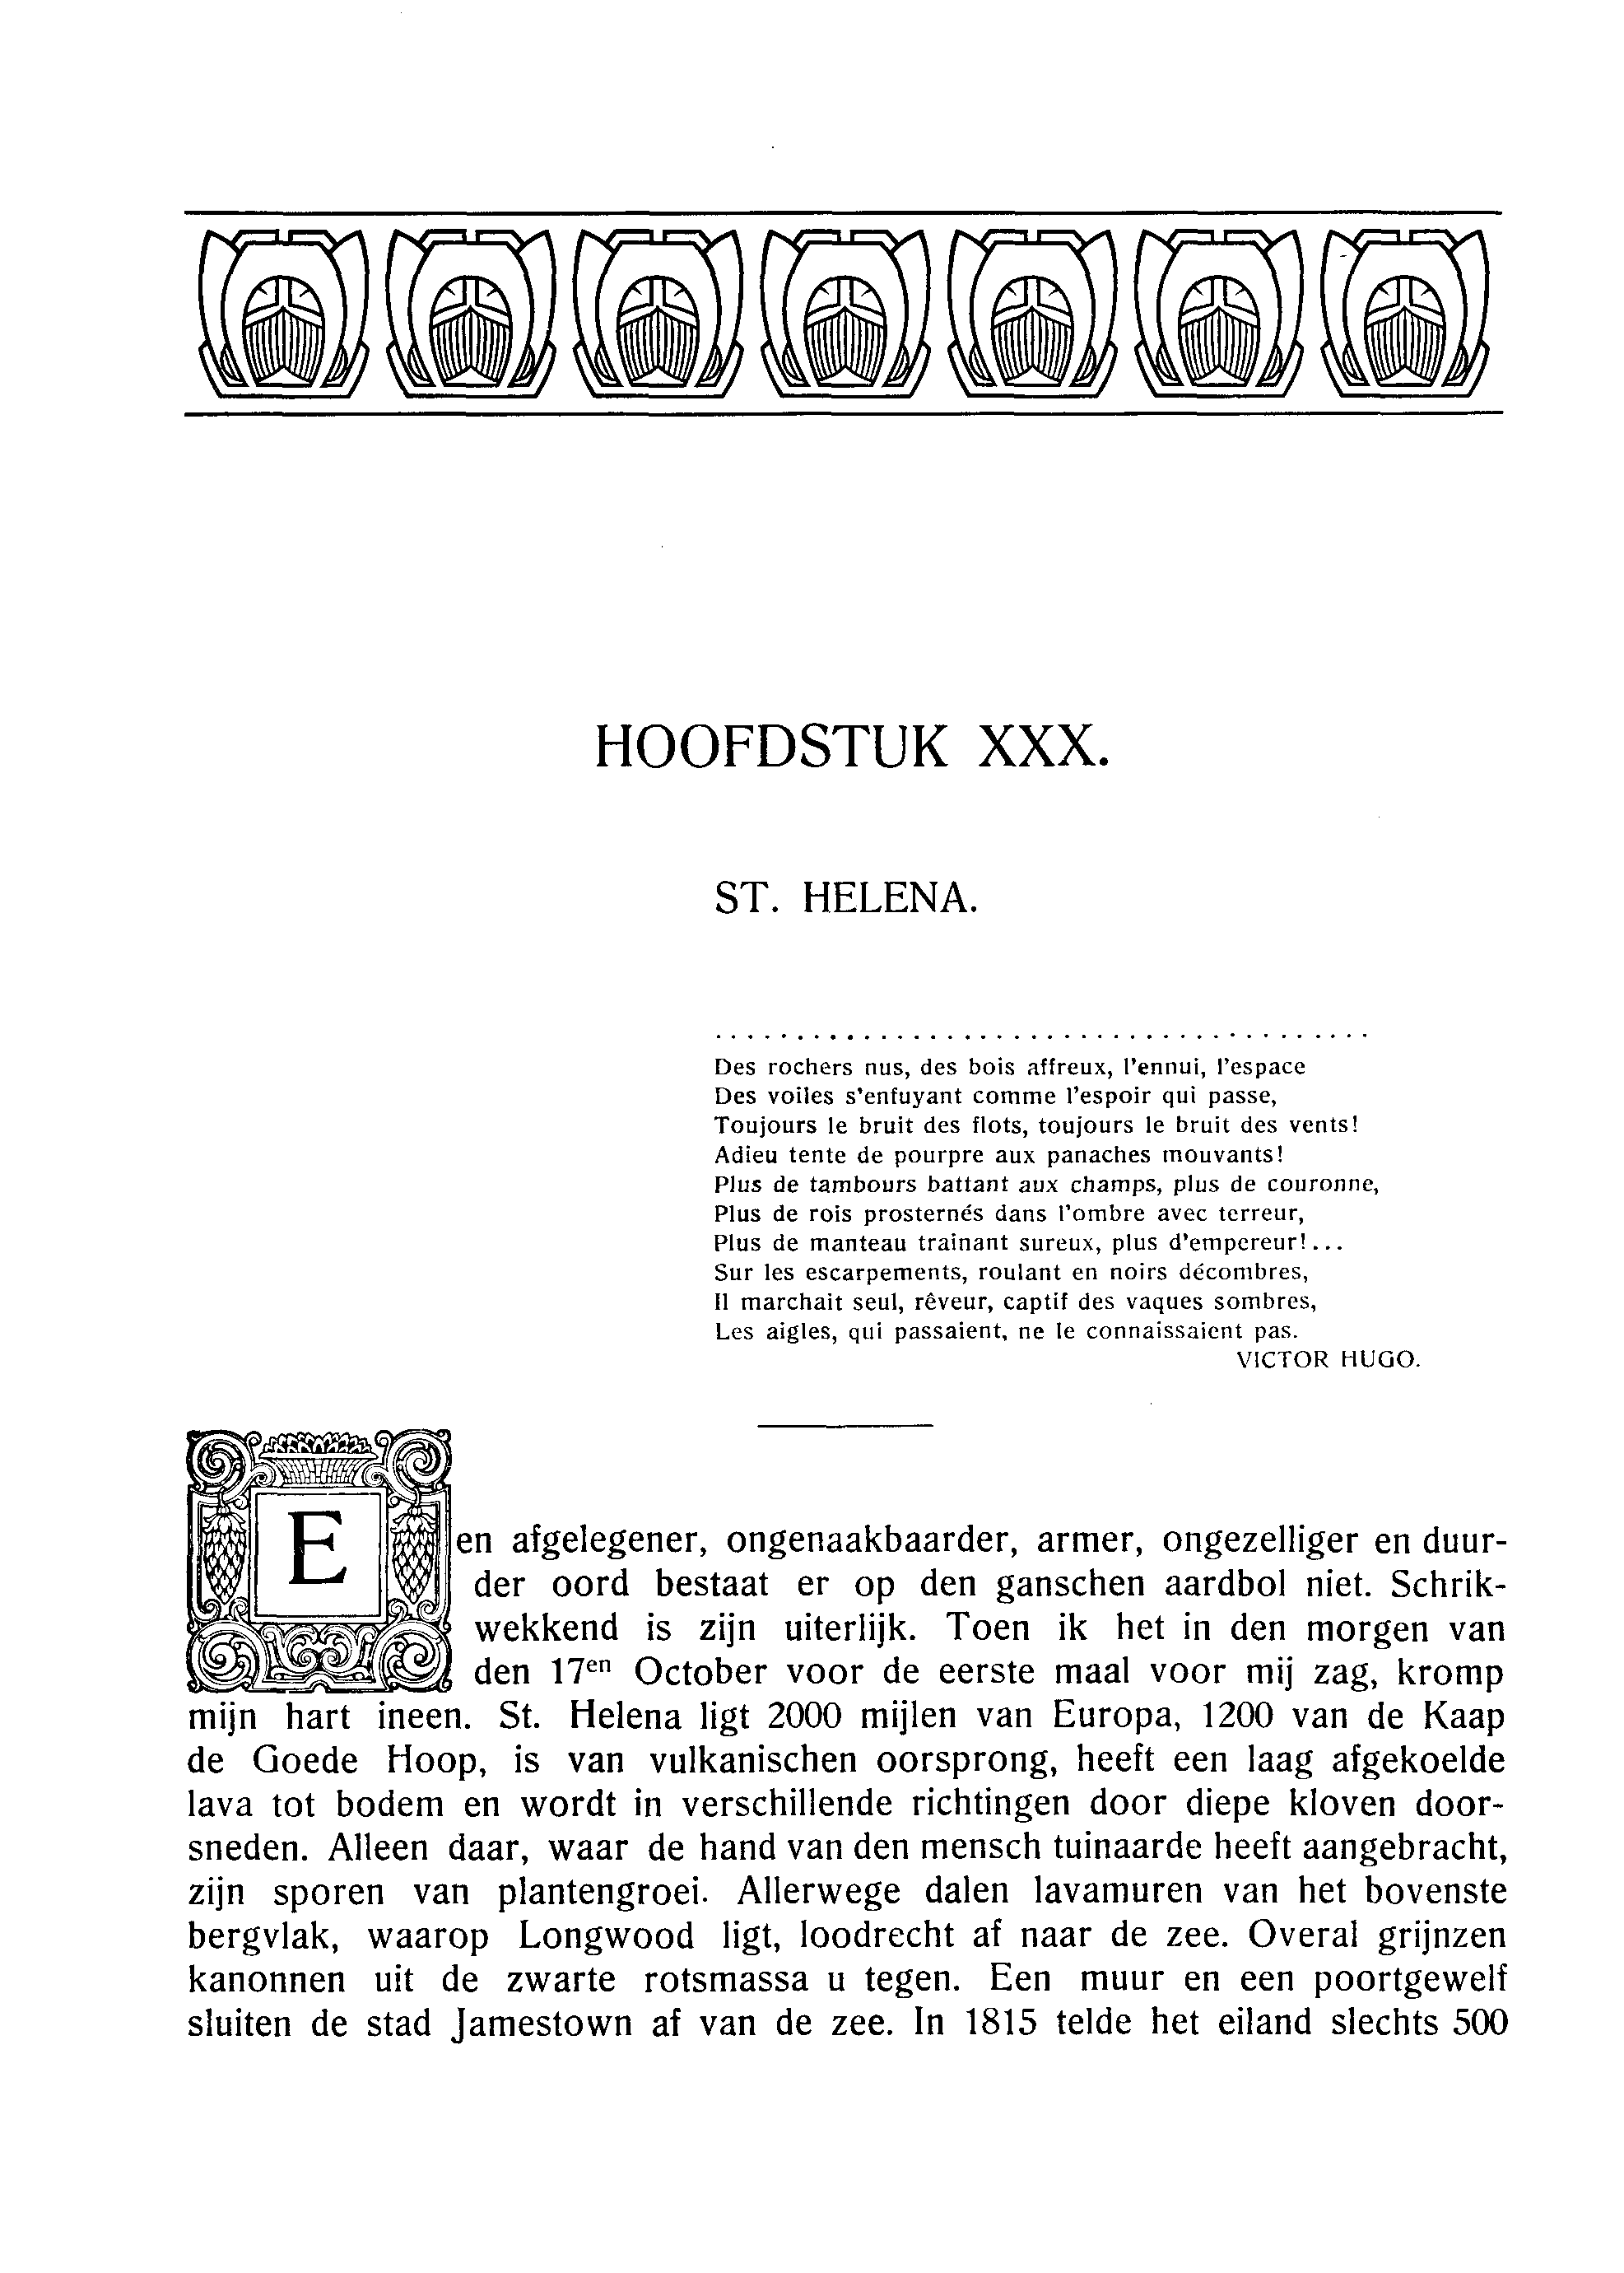 HOOFDSTUK XXX.
ST. HELENA.
. . . . . . . . . . . . . . . . . . . . . . . . . . . . . . . . . . . . . . . .
Des rochers nus, des bois affreux, l'ennui, l'espace
Des voiles s'enfuyant comme l'espoir qui passe,
Toujours le bruit des flots, toujours le bruit des vents!
Adieu tente de pourpre aux panaches mouvants!
Plus de tambours battant aux champs, plus de couronne,
Plus de rois prosternés dans l'ombre avec terreur,
Plus de manteau trainant sureux, plus d'empereur!...
Sur les escarpements, roulant en noirs décombres,
Il marchait seul, rêveur, captif des vaques sombres,
Les aigles, qui passaient, ne le connaissaient pas.
VICTOR HUGO.
Een afgelegener, ongenaakbaarder, armer, ongezelliger en duur-
der oord bestaat er op den ganschen aardbol niet. Schrik-
wekkend is zijn uiterlijk. Toen ik het in den morgen van
den 17en October voor de eerste maal voor mij zag, kromp
mijn hart ineen. St. Helena ligt 2000 mijlen van Europa, 1200 van de Kaap
de Goede Hoop, is van vulkanischen oorsprong, heeft een laag afgekoelde
lava tot bodem en wordt in verschillende richtingen door diepe kloven door-
sneden. Alleen daar, waar de hand van den mensch tuinaarde heeft aangebracht,
zijn sporen van plantengroei. Allerwege dalen lavamuren van het bovenste
bergvlak, waarop Longwood ligt, loodrecht af naar de zee. Overal grijnzen
kanonnen uit de zwarte rotsmassa u tegen. Een muur en een poortgewelf
sluiten de stad Jamestown af van de zee. In 1815 telde het eiland slechts 500